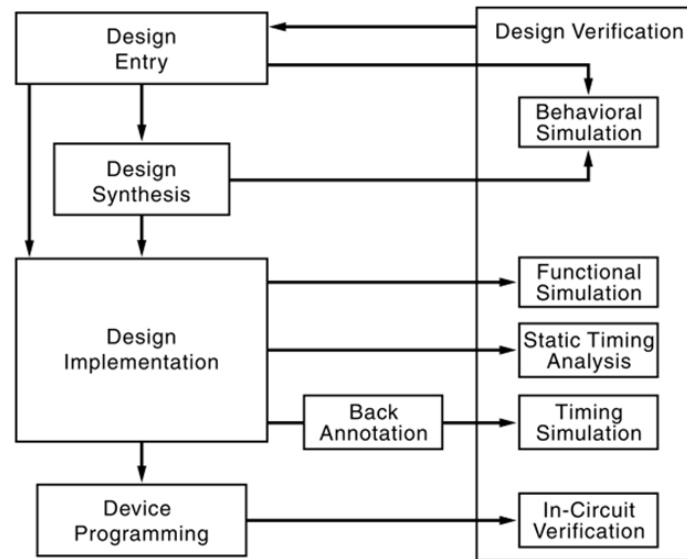 Design
Entry
Design Verification
Behavioral
Simulation
Design
Synthesis
Functional
Simulation
Design
Implementation
Static Timing
Analysis
Back
Annotation
Timing
Simulation
Device
Programming
In-Circuit
Verification